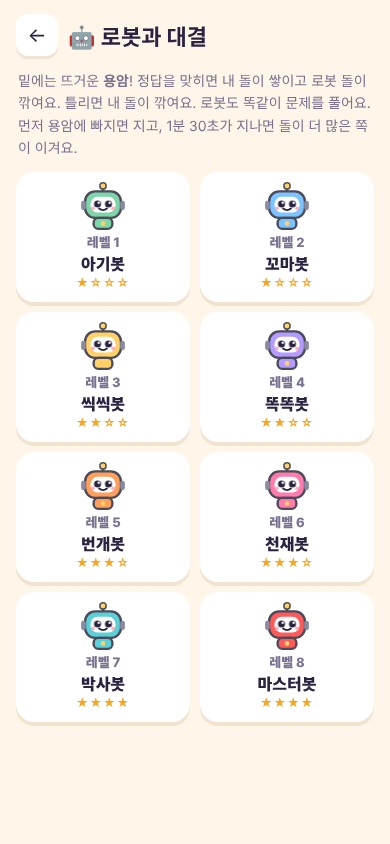 ← 🤖 로봇과 대결
밑에는 뜨거운 용암! 정답을 맞히면 내 돌이 쌓이고 로봇 돌이
깎여요. 틀리면 내 돌이 깎여요. 로봇도 똑같이 문제를 풀어요.
먼저 용암에 빠지면 지고, 1분 30초가 지나면 돌이 더 많은 쪽
이 이겨요.
레벨 1
아기봇
★☆☆☆
레벨 2
꼬마봇
★☆☆☆
레벨 3
씩씩봇
★★☆☆
레벨 4
똑똑봇
★★☆☆
레벨 5
번개봇
★★★☆
레벨 6
천재봇
★★★☆
레벨 7
박사봇
★★★★
레벨 8
마스터봇
★★★★